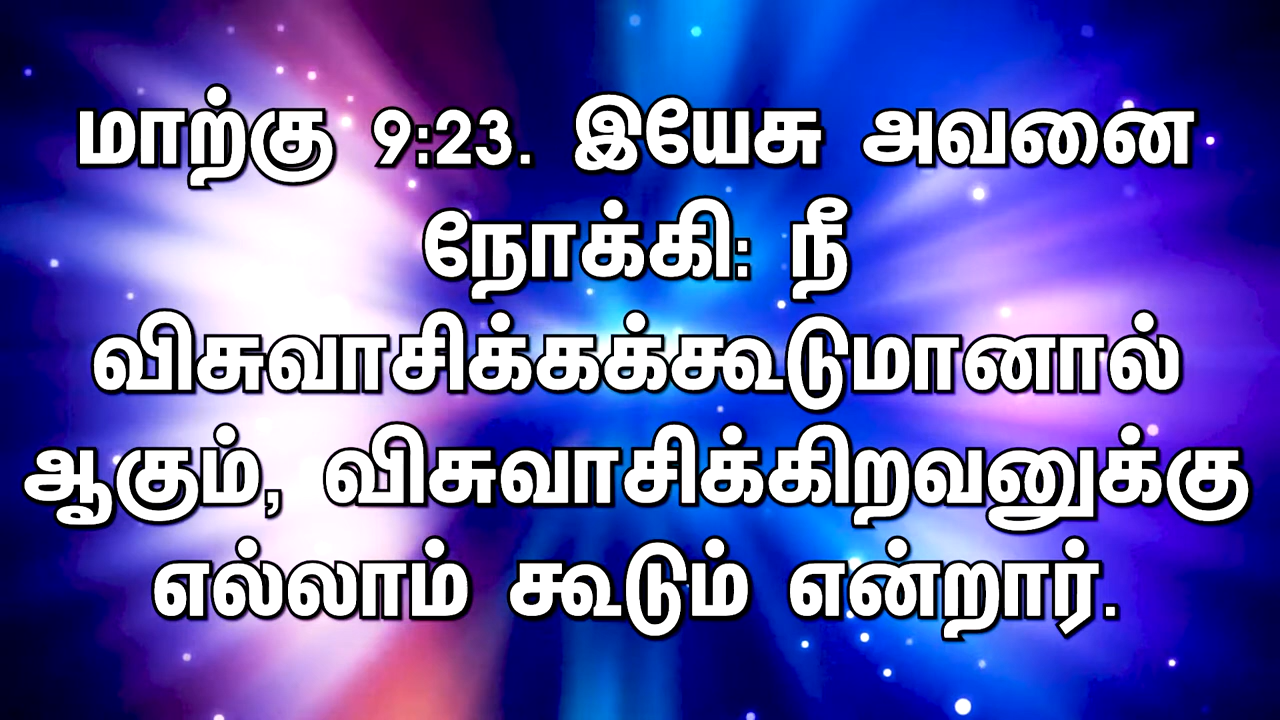 மாற்கு 9:23. இயேசு அவனை
நோக்கி: நீ
விசுவாசிக்கக்கூடுமானால்
ஆகும், விசுவாசிக்கிறவனுக்கு
எல்லாம் கூடும் என்றார்.